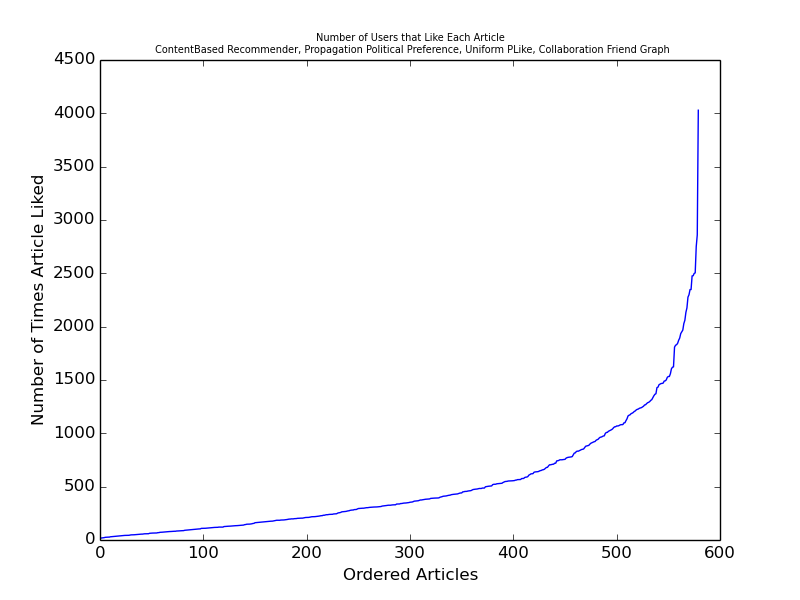 Number of Users that Like Each Article
ContentBased Recommender, Propagation Political Preference, Uniform PLike, Collaboration Friend Graph
4500
4000
3500
3000
2500
2000
1500
1000
500
0
Number of Times Article Liked
0 100 200 300 400 500 600
Ordered Articles